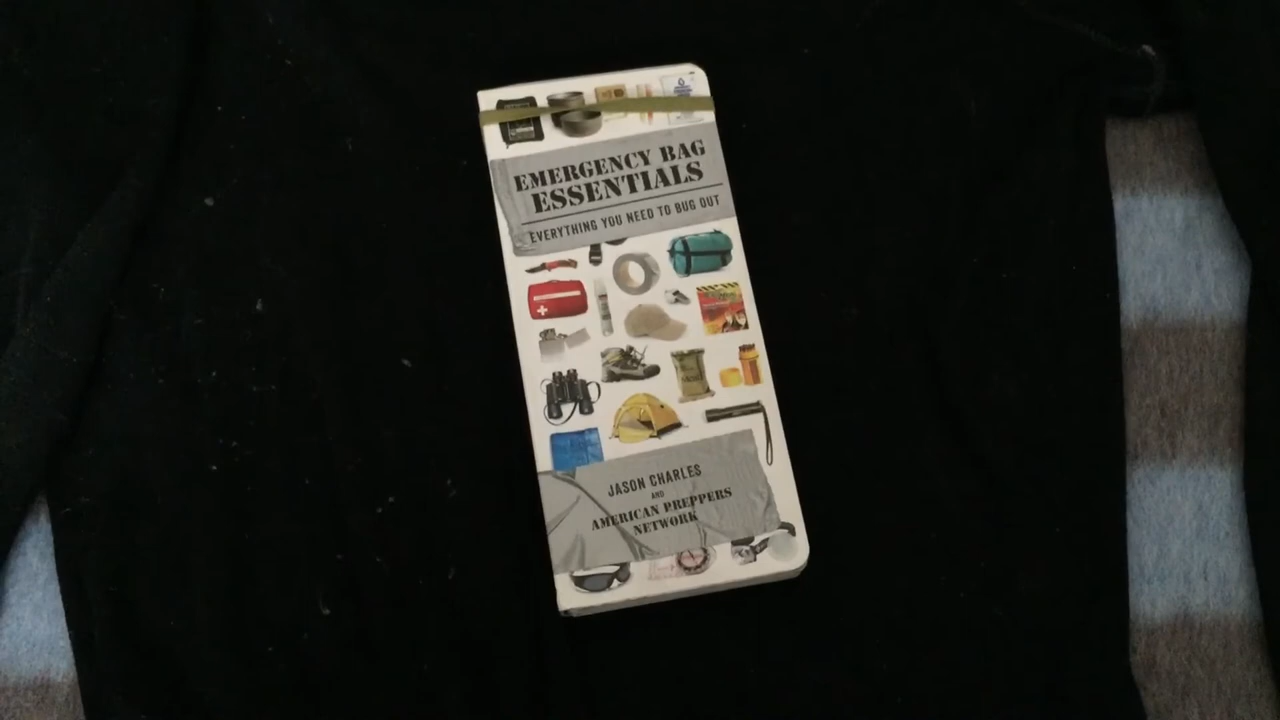 EMERGENCY BAG
ESSENTIALS
EVERYTHING YOU NEED TO BUG OUT
JASON CHARLES
AND
AMERICAN PREPPERS
NETWORK